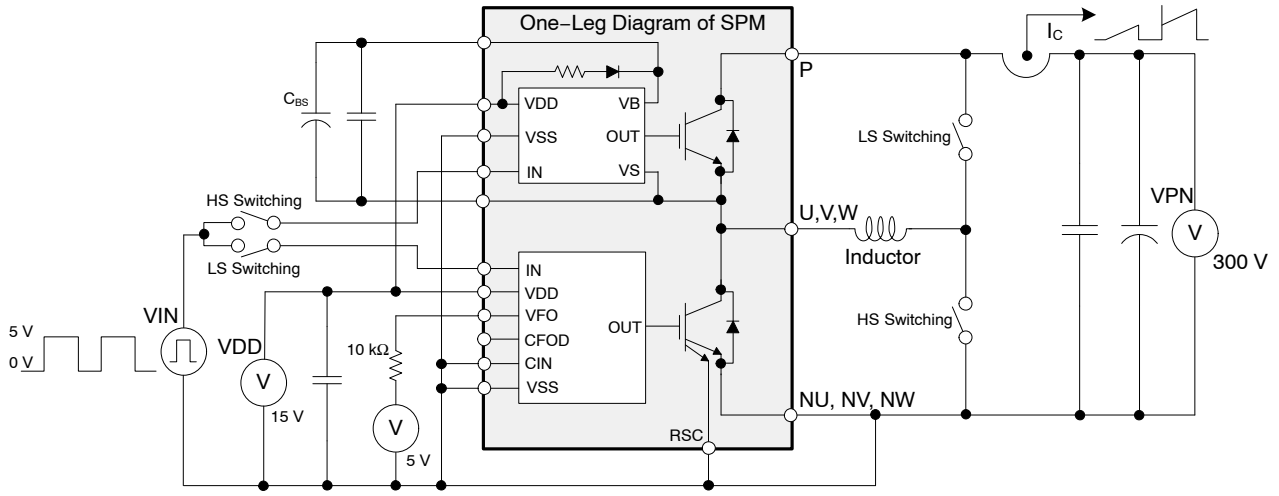 One−Leg Diagram of SPM
IC
P
CBS
VDD
VB
VSS
OUT
IN
VS
LS Switching
HS Switching
LS Switching
U,V,W
Inductor
VPN
V
300 V
IN
VDD
VFO
CFOD
CIN
VSS
OUT
HS Switching
VIN
5 V
0 V
VDD
V
15 V
10 kΩ
V
5 V
NU, NV, NW
RSC